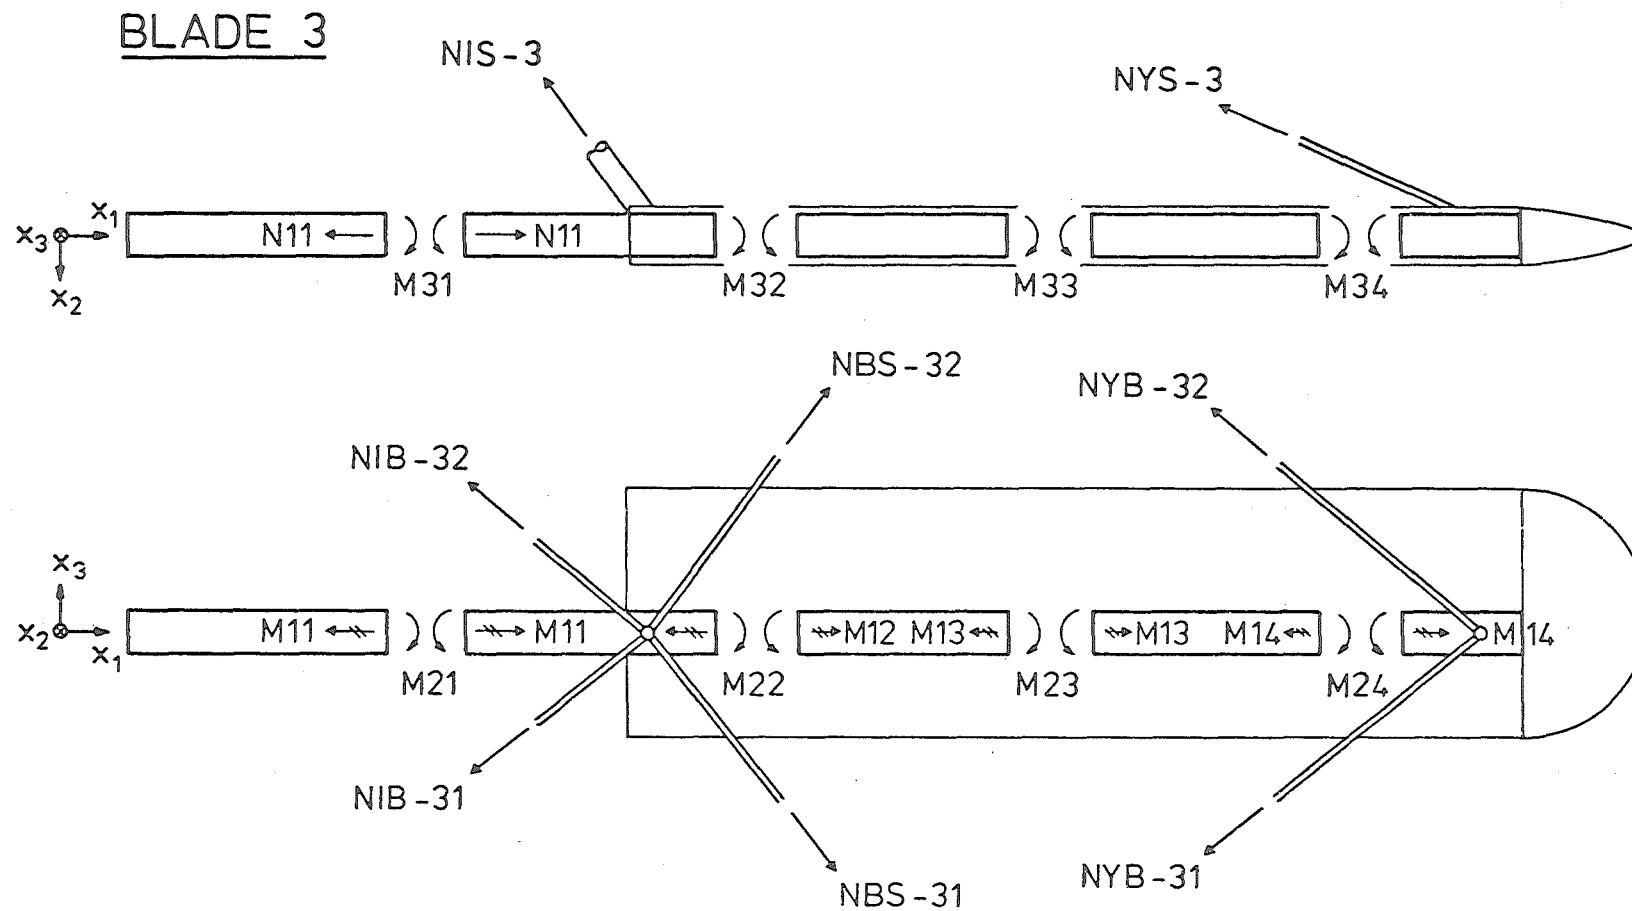 BLADE 3
NIS-3
NYS-3
x1
x3
x2
N11
N11
M31
M32
M33
M34
NBS-32
NYB-32
NIB-32
x3
x2
x1
M11
M11
M12
M13
M13
M14
M14
M21
M22
M23
M24
NIB-31
NBS-31
NYB-31